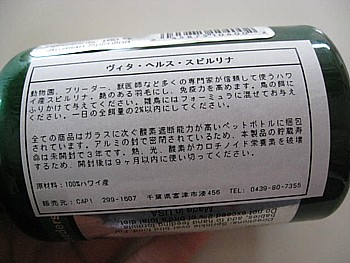 ヴィタ・ヘルス・スピルリナ
動物園、ブリーダー、獣医師など多くの専門家が信頼して使うハワ
イ産スピルリナ。艶のある羽毛にし、免疫力を高めます。鳥の餌に
ふりかけて与えてください。雛鳥にはフォーミュラに混ぜてお与え
ください。一日の全飼量の2%以内にしてください。
全ての商品はガラスに次ぐ酸素遮断能力が高いペットボトルに梱包
され、アルミの封で密閉されているため、本製品の貯蔵寿
命は未開封で3年です。熱、光、酸素がカロチノイド栄養素を破壊
するため、開封後は9ヶ月以内に使い切ってください。
原材料:100%ハワイ産
販売元:CAP! 299-1607 千葉県富津市湊456 TEL 0439-80-7355